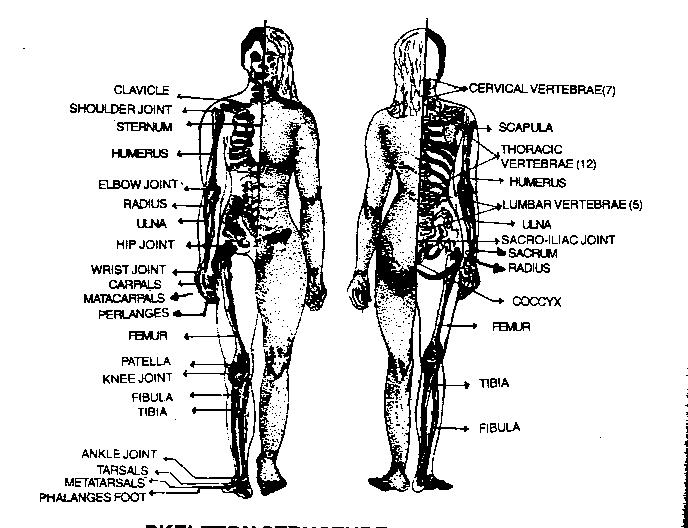 CLAVICLE
SHOULDER JOINT
STERNUM
HUMERUS
ELBOW JOINT
RADIUS
ULNA
HIP JOINT
WRIST JOINT
CARPALS
MATACARPALS
PERLANGES
FEMUR
PATELLA
KNEE JOINT
FIBULA
TIBIA
ANKLE JOINT
TARSALS
METATARSALS
PHALANGES FOOT
CERVICAL VERTEBRAE(7)
SCAPULA
THORACIC
VERTEBRAE (12)
HUMERUS
LUMBAR VERTEBRAE (5)
ULNA
SACRO-ILIAC JOINT
SACRUM
RADIUS
COCCYX
FEMUR
TIBIA
FIBULA